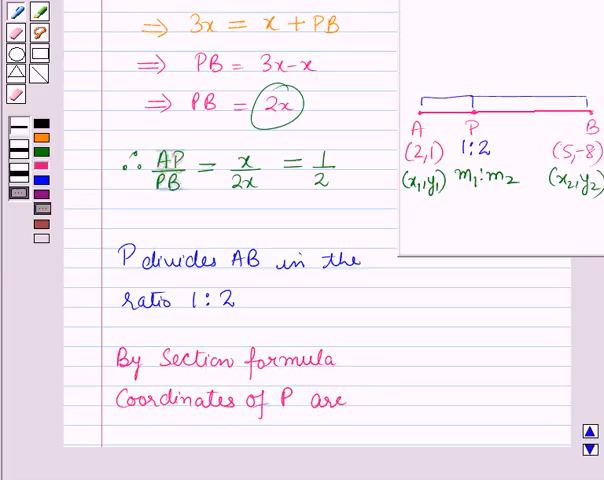 ⇒ 3x = x + PB
⇒ PB = 3x-x
⇒ PB = 2x
∴ AP/PB = x/2x = 1/2
P divides AB in the
ratio 1:2
By Section formula
Coordinates of P are
A P B
(2,1) 1:2 (5,-8)
(x₁,y₁) m₁:m₂ (x₂,y₂)